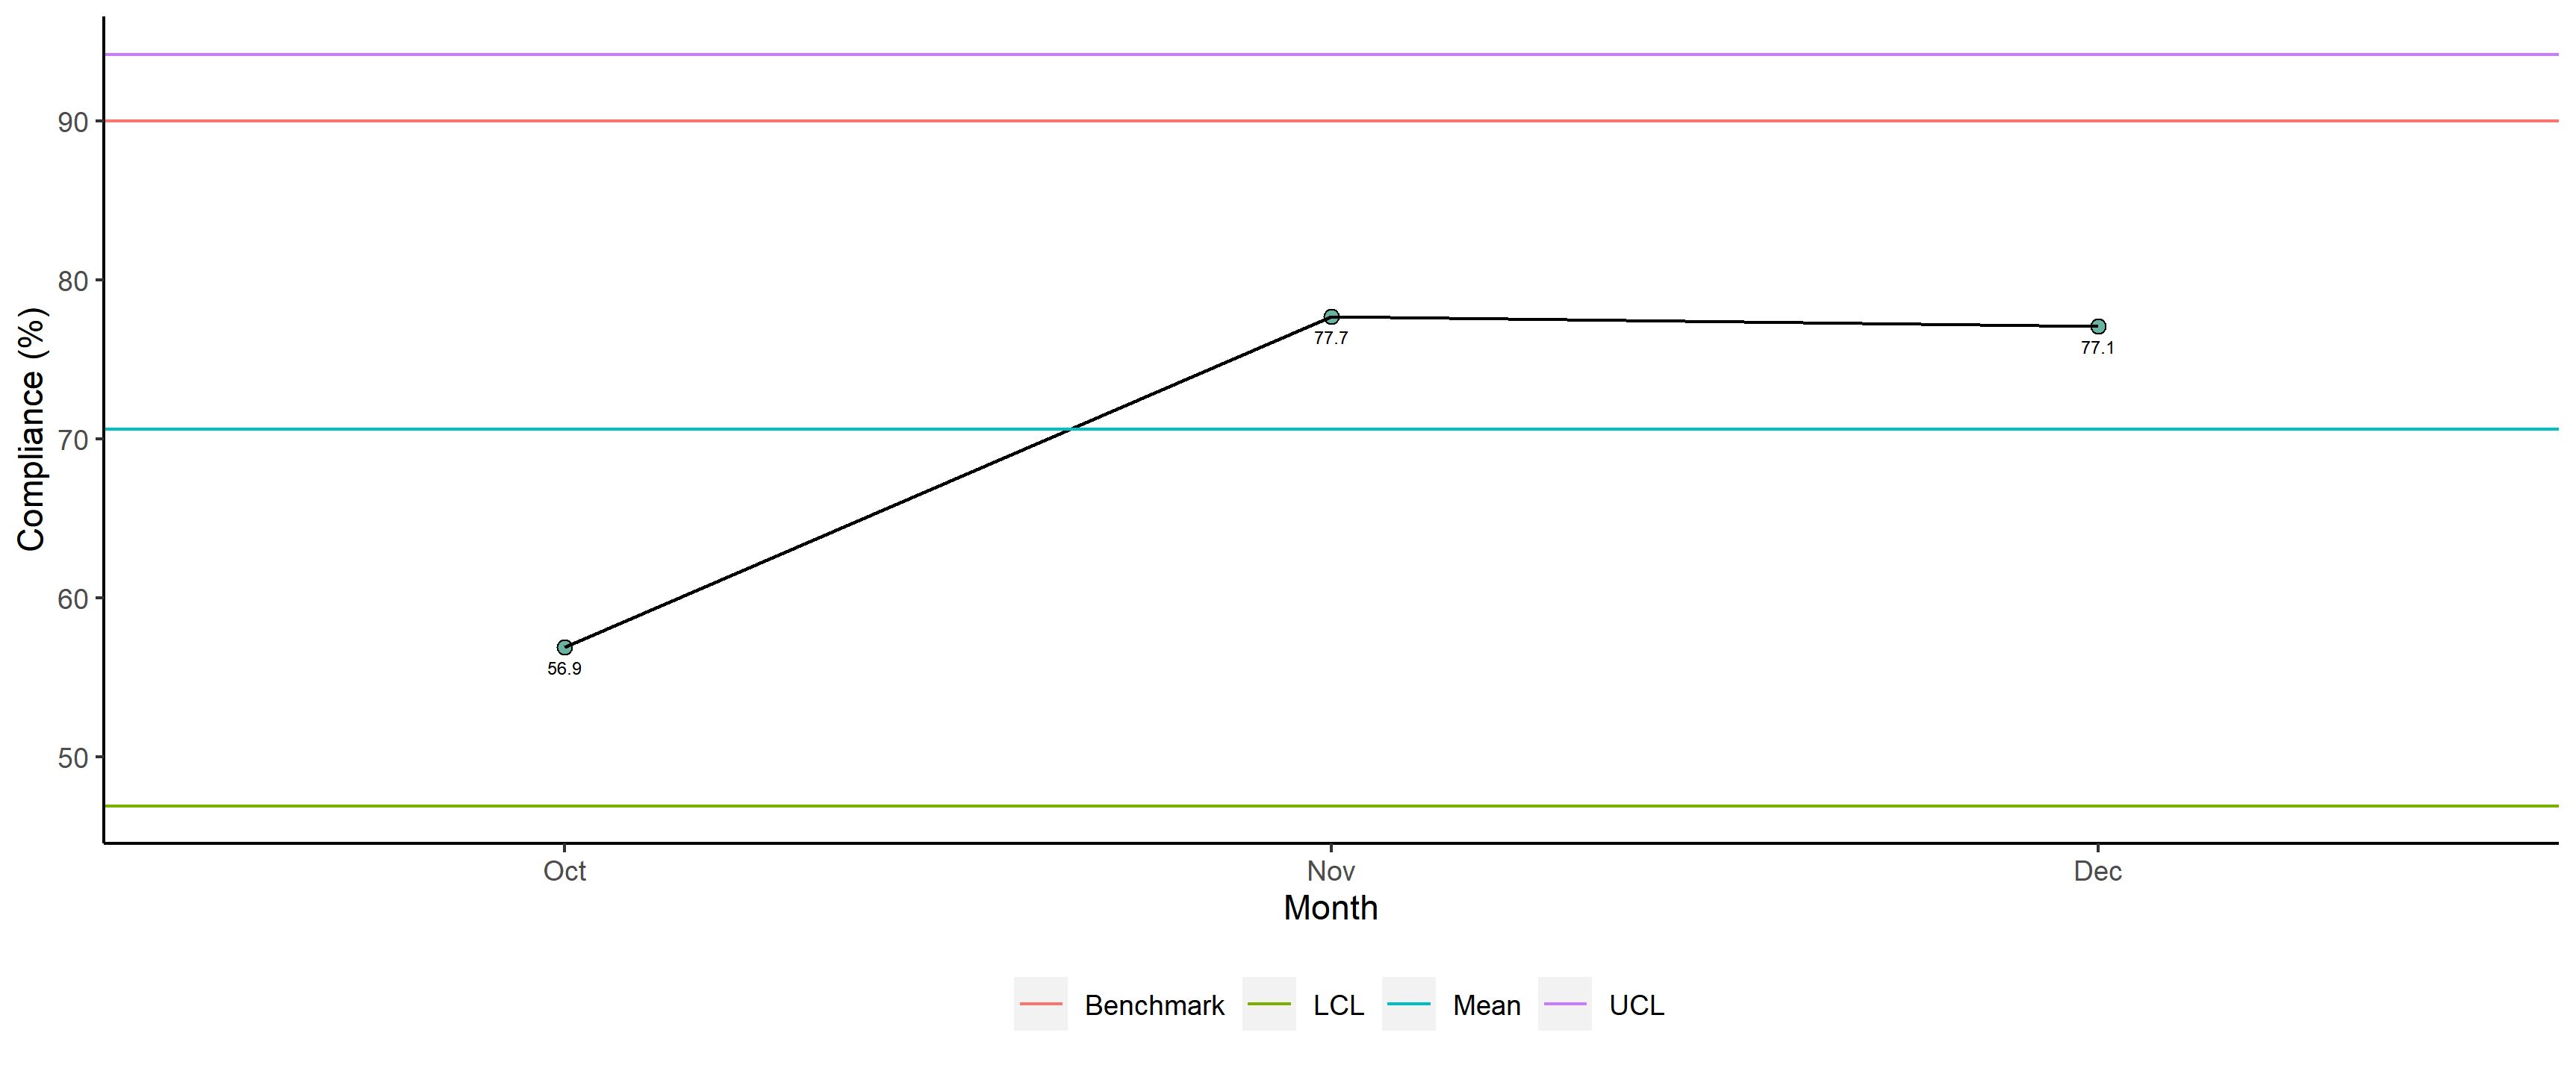 90
80
70
60
50
Compliance (%)
56.9
77.7
77.1
Oct Nov Dec
Month
Benchmark LCL Mean UCL